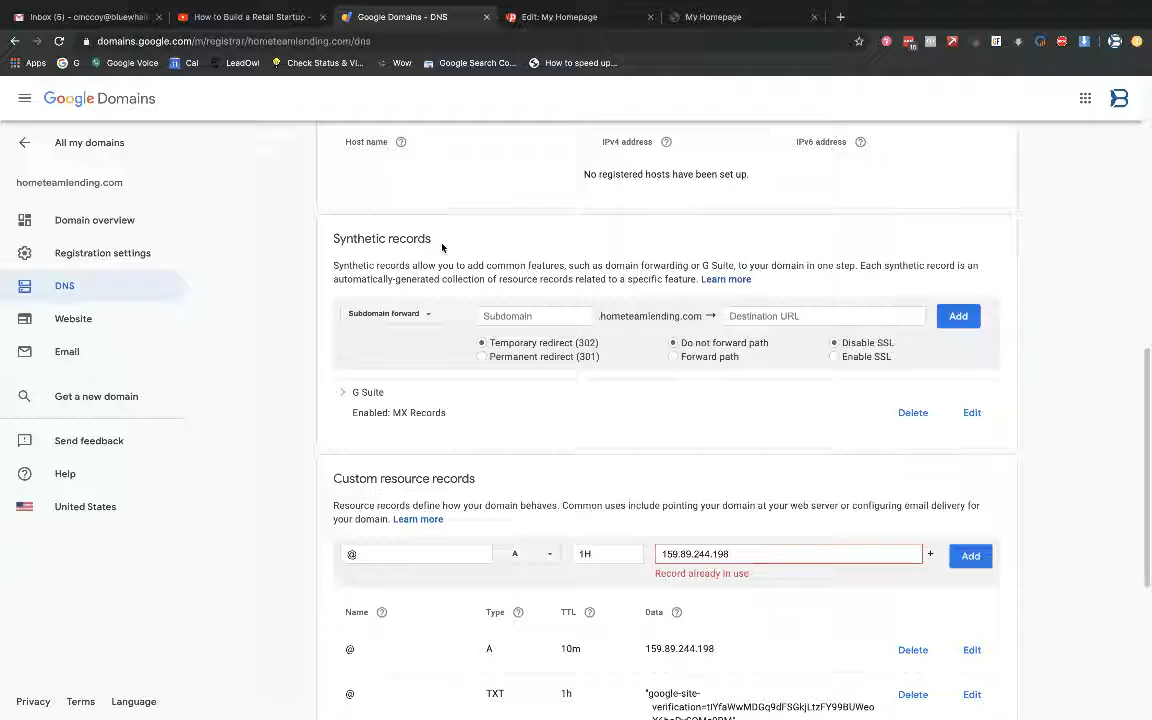 Inbox (5) - cmccoy@bluewhal
How to Build a Retail Startup -
Google Domains - DNS
Edit: My Homepage
My Homepage
domains.google.com/m/registrar/hometeamlending.com/dns
Apps
G
Google Voice
Cal
LeadOwl
Check Status & Vi...
Wow
Google Search Co...
How to speed up...
Google Domains
All my domains
hometeamlending.com
Domain overview
Registration settings
DNS
Website
Email
Get a new domain
Send feedback
Help
United States
Privacy Terms Language
Host name
IPv4 address
IPv6 address
No registered hosts have been set up.
Synthetic records
Synthetic records allow you to add common features, such as domain forwarding or G Suite, to your domain in one step. Each synthetic record is an
automatically-generated collection of resource records related to a specific feature. Learn more
Subdomain forward
Subdomain
.hometeamlending.com →
Destination URL
Add
Temporary redirect (302)
Do not forward path
Disable SSL
Permanent redirect (301)
Forward path
Enable SSL
G Suite
Enabled: MX Records
Delete
Edit
Custom resource records
Resource records define how your domain behaves. Common uses include pointing your domain at your web server or configuring email delivery for
your domain. Learn more
@
A
1H
159.89.244.198
+
Add
Record already in use
Name
Type
TTL
Data
@
A
10m
159.89.244.198
Delete
Edit
@
TXT
1h
"google-site-
Delete
Edit